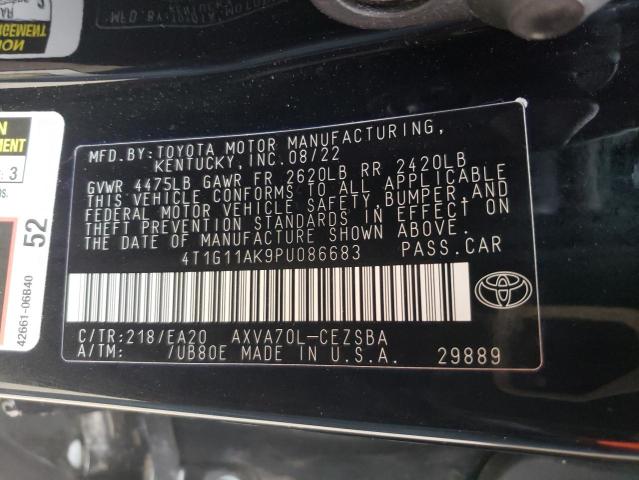 MFD.BY:TOYOTA MOTOR MANUFACTURING,
KENTUCKY,INC.08/22
GVWR 4475LB GAWR FR 2620LB RR 2420LB
THIS VEHICLE CONFORMS TO ALL APPLICABLE
FEDERAL MOTOR VEHICLE SAFETY,BUMPER,AND
THEFT PREVENTION STANDARDS IN EFFECT ON
THE DATE OF MANUFACTURE SHOWN ABOVE.
4T1G11AK9PU086683 PASS.CAR
C/TR:218/EA20 AXVA70L-CEZSBA
A/TM: /UB80E MADE IN U.S.A. 29889
52
42661-06B40
3